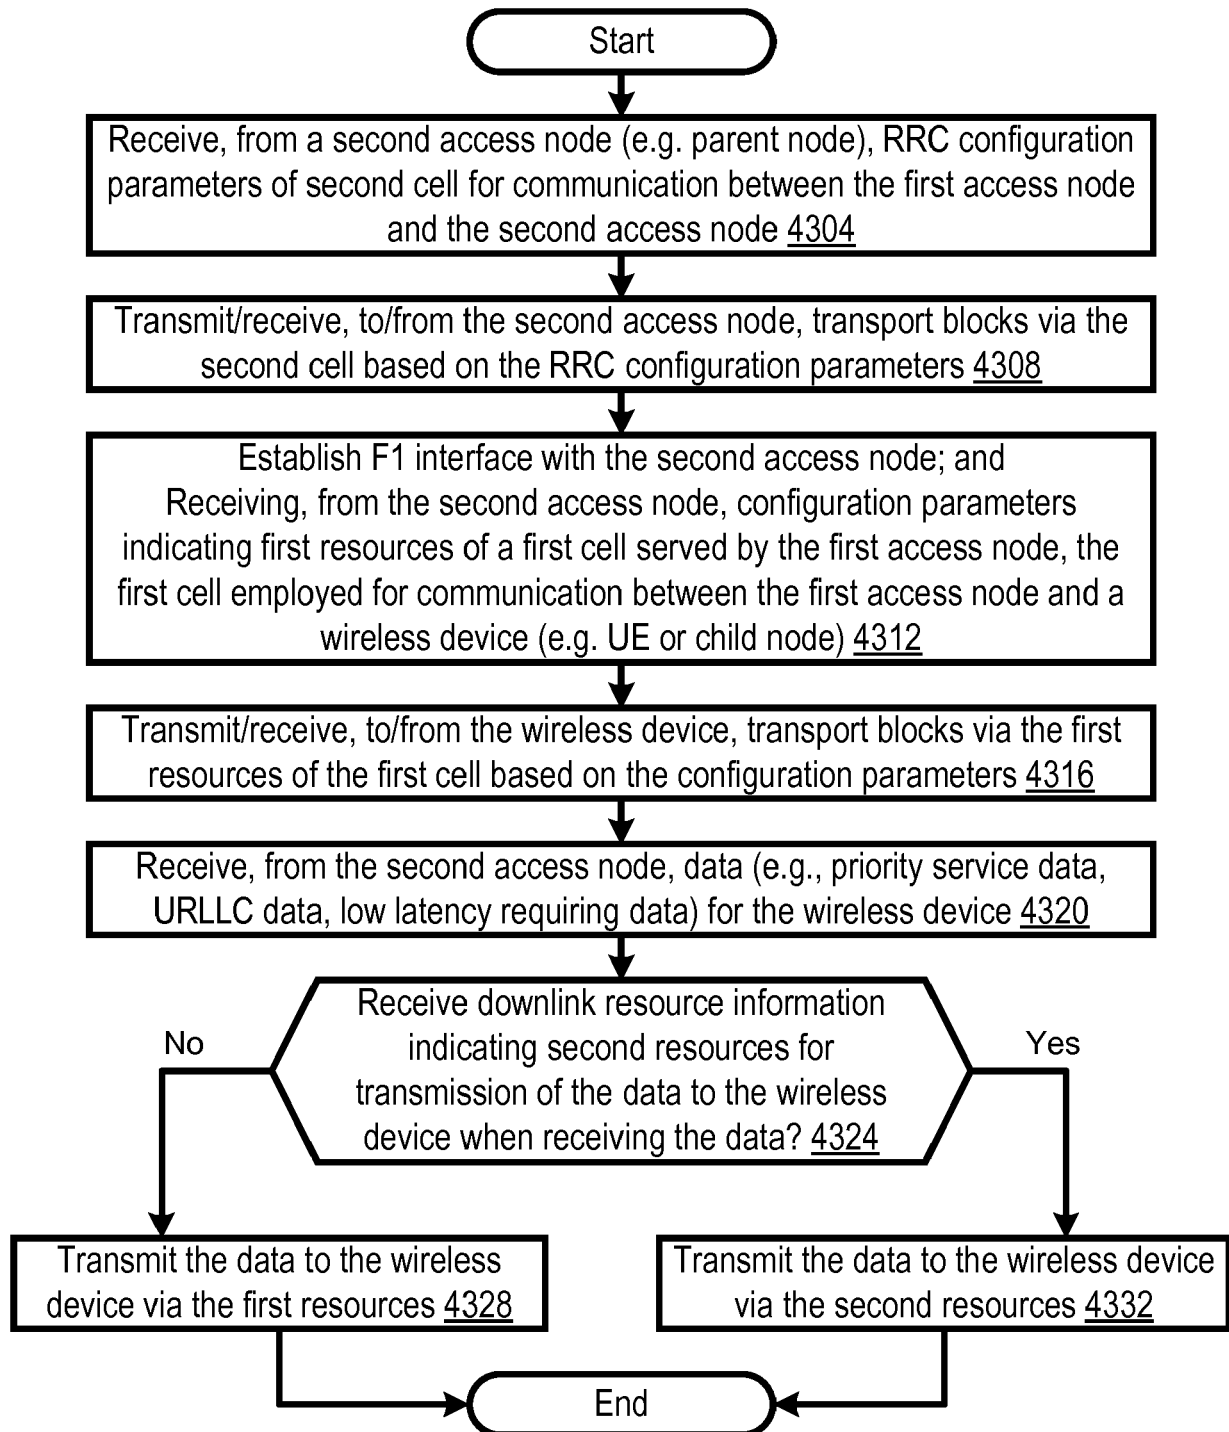 Start
Receive, from a second access node (e.g. parent node), RRC configuration
parameters of second cell for communication between the first access node
and the second access node 4304
Transmit/receive, to/from the second access node, transport blocks via the
second cell based on the RRC configuration parameters 4308
Establish F1 interface with the second access node; and
Receiving, from the second access node, configuration parameters
indicating first resources of a first cell served by the first access node, the
first cell employed for communication between the first access node and a
wireless device (e.g. UE or child node) 4312
Transmit/receive, to/from the wireless device, transport blocks via the first
resources of the first cell based on the configuration parameters 4316
Receive, from the second access node, data (e.g., priority service data,
URLLC data, low latency requiring data) for the wireless device 4320
Receive downlink resource information
indicating second resources for
transmission of the data to the wireless
device when receiving the data? 4324
No
Yes
Transmit the data to the wireless
device via the first resources 4328
Transmit the data to the wireless device
via the second resources 4332
End